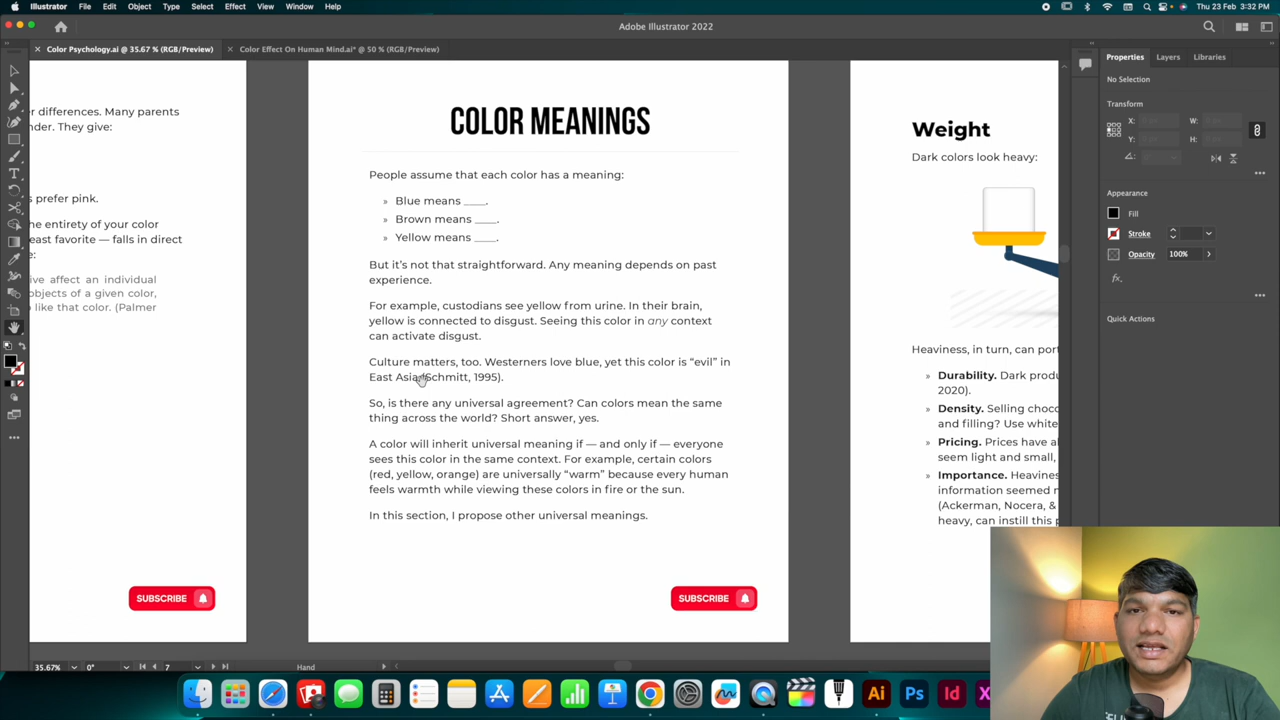 Illustrator File Edit Object Type Select Effect View Window Help
Thu 23 Feb 3:32 PM
Adobe Illustrator 2022
Color Psychology.ai @ 35.67 % (RGB/Preview)
Color Effect On Human Mind.ai* @ 50 % (RGB/Preview)
r differences. Many parents
nder. They give:
s prefer pink.
he entirety of your color
east favorite — falls in direct
e:
ive affect an individual
objects of a given color,
like that color. (Palmer
SUBSCRIBE
COLOR MEANINGS
People assume that each color has a meaning:
» Blue means ____.
» Brown means ____.
» Yellow means ____.
But it’s not that straightforward. Any meaning depends on past
experience.
For example, custodians see yellow from urine. In their brain,
yellow is connected to disgust. Seeing this color in any context
can activate disgust.
Culture matters, too. Westerners love blue, yet this color is “evil” in
East Asia (Schmitt, 1995).
So, is there any universal agreement? Can colors mean the same
thing across the world? Short answer, yes.
A color will inherit universal meaning if — and only if — everyone
sees this color in the same context. For example, certain colors
(red, yellow, orange) are universally “warm” because every human
feels warmth while viewing these colors in fire or the sun.
In this section, I propose other universal meanings.
SUBSCRIBE
Weight
Dark colors look heavy:
Heaviness, in turn, can por
» Durability. Dark produ
2020).
» Density. Selling choco
and filling? Use white
» Pricing. Prices have a
seem light and small,
» Importance. Heavines
information seemed m
(Ackerman, Nocera, &
heavy, can instill this p
Properties Layers Libraries
No Selection
Transform
X: W:
Y: H:
Appearance
Fill
Stroke
Opacity 100%
fx.
Quick Actions
35.67% 0° 7 Hand
Ai Ps Id X